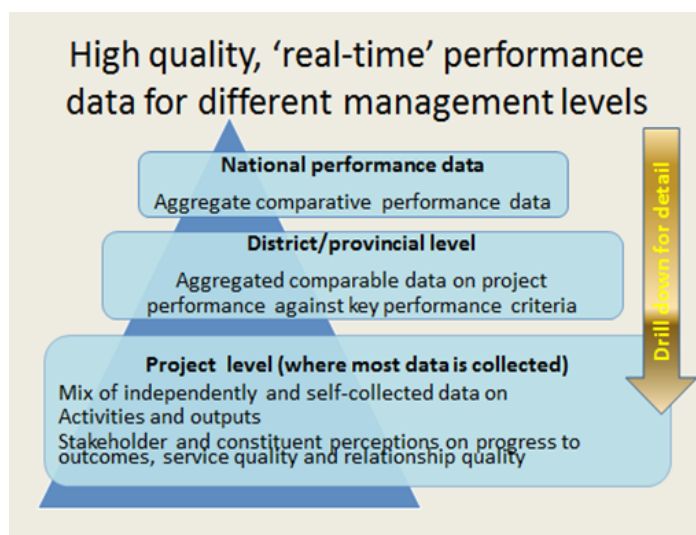 High quality, ‘real-time’ performance
data for different management levels
National performance data
Aggregate comparative performance data
District/provincial level
Aggregated comparable data on project
performance against key performance criteria
Project level (where most data is collected)
Mix of independently and self-collected data on
Activities and outputs
Stakeholder and constituent perceptions on progress to
outcomes, service quality and relationship quality
Drill down for detail